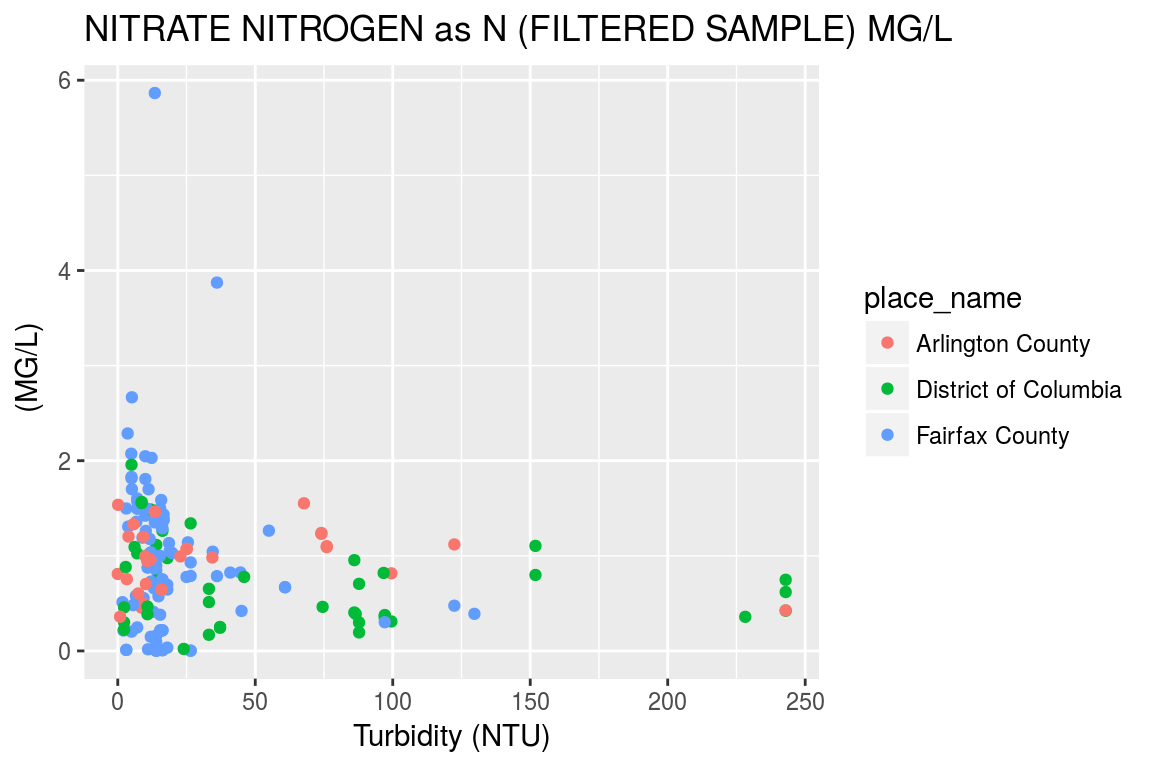 NITRATE NITROGEN as N (FILTERED SAMPLE) MG/L
6
4
2
0
(MG/L)
0 50 100 150 200 250
Turbidity (NTU)
place_name
Arlington County
District of Columbia
Fairfax County